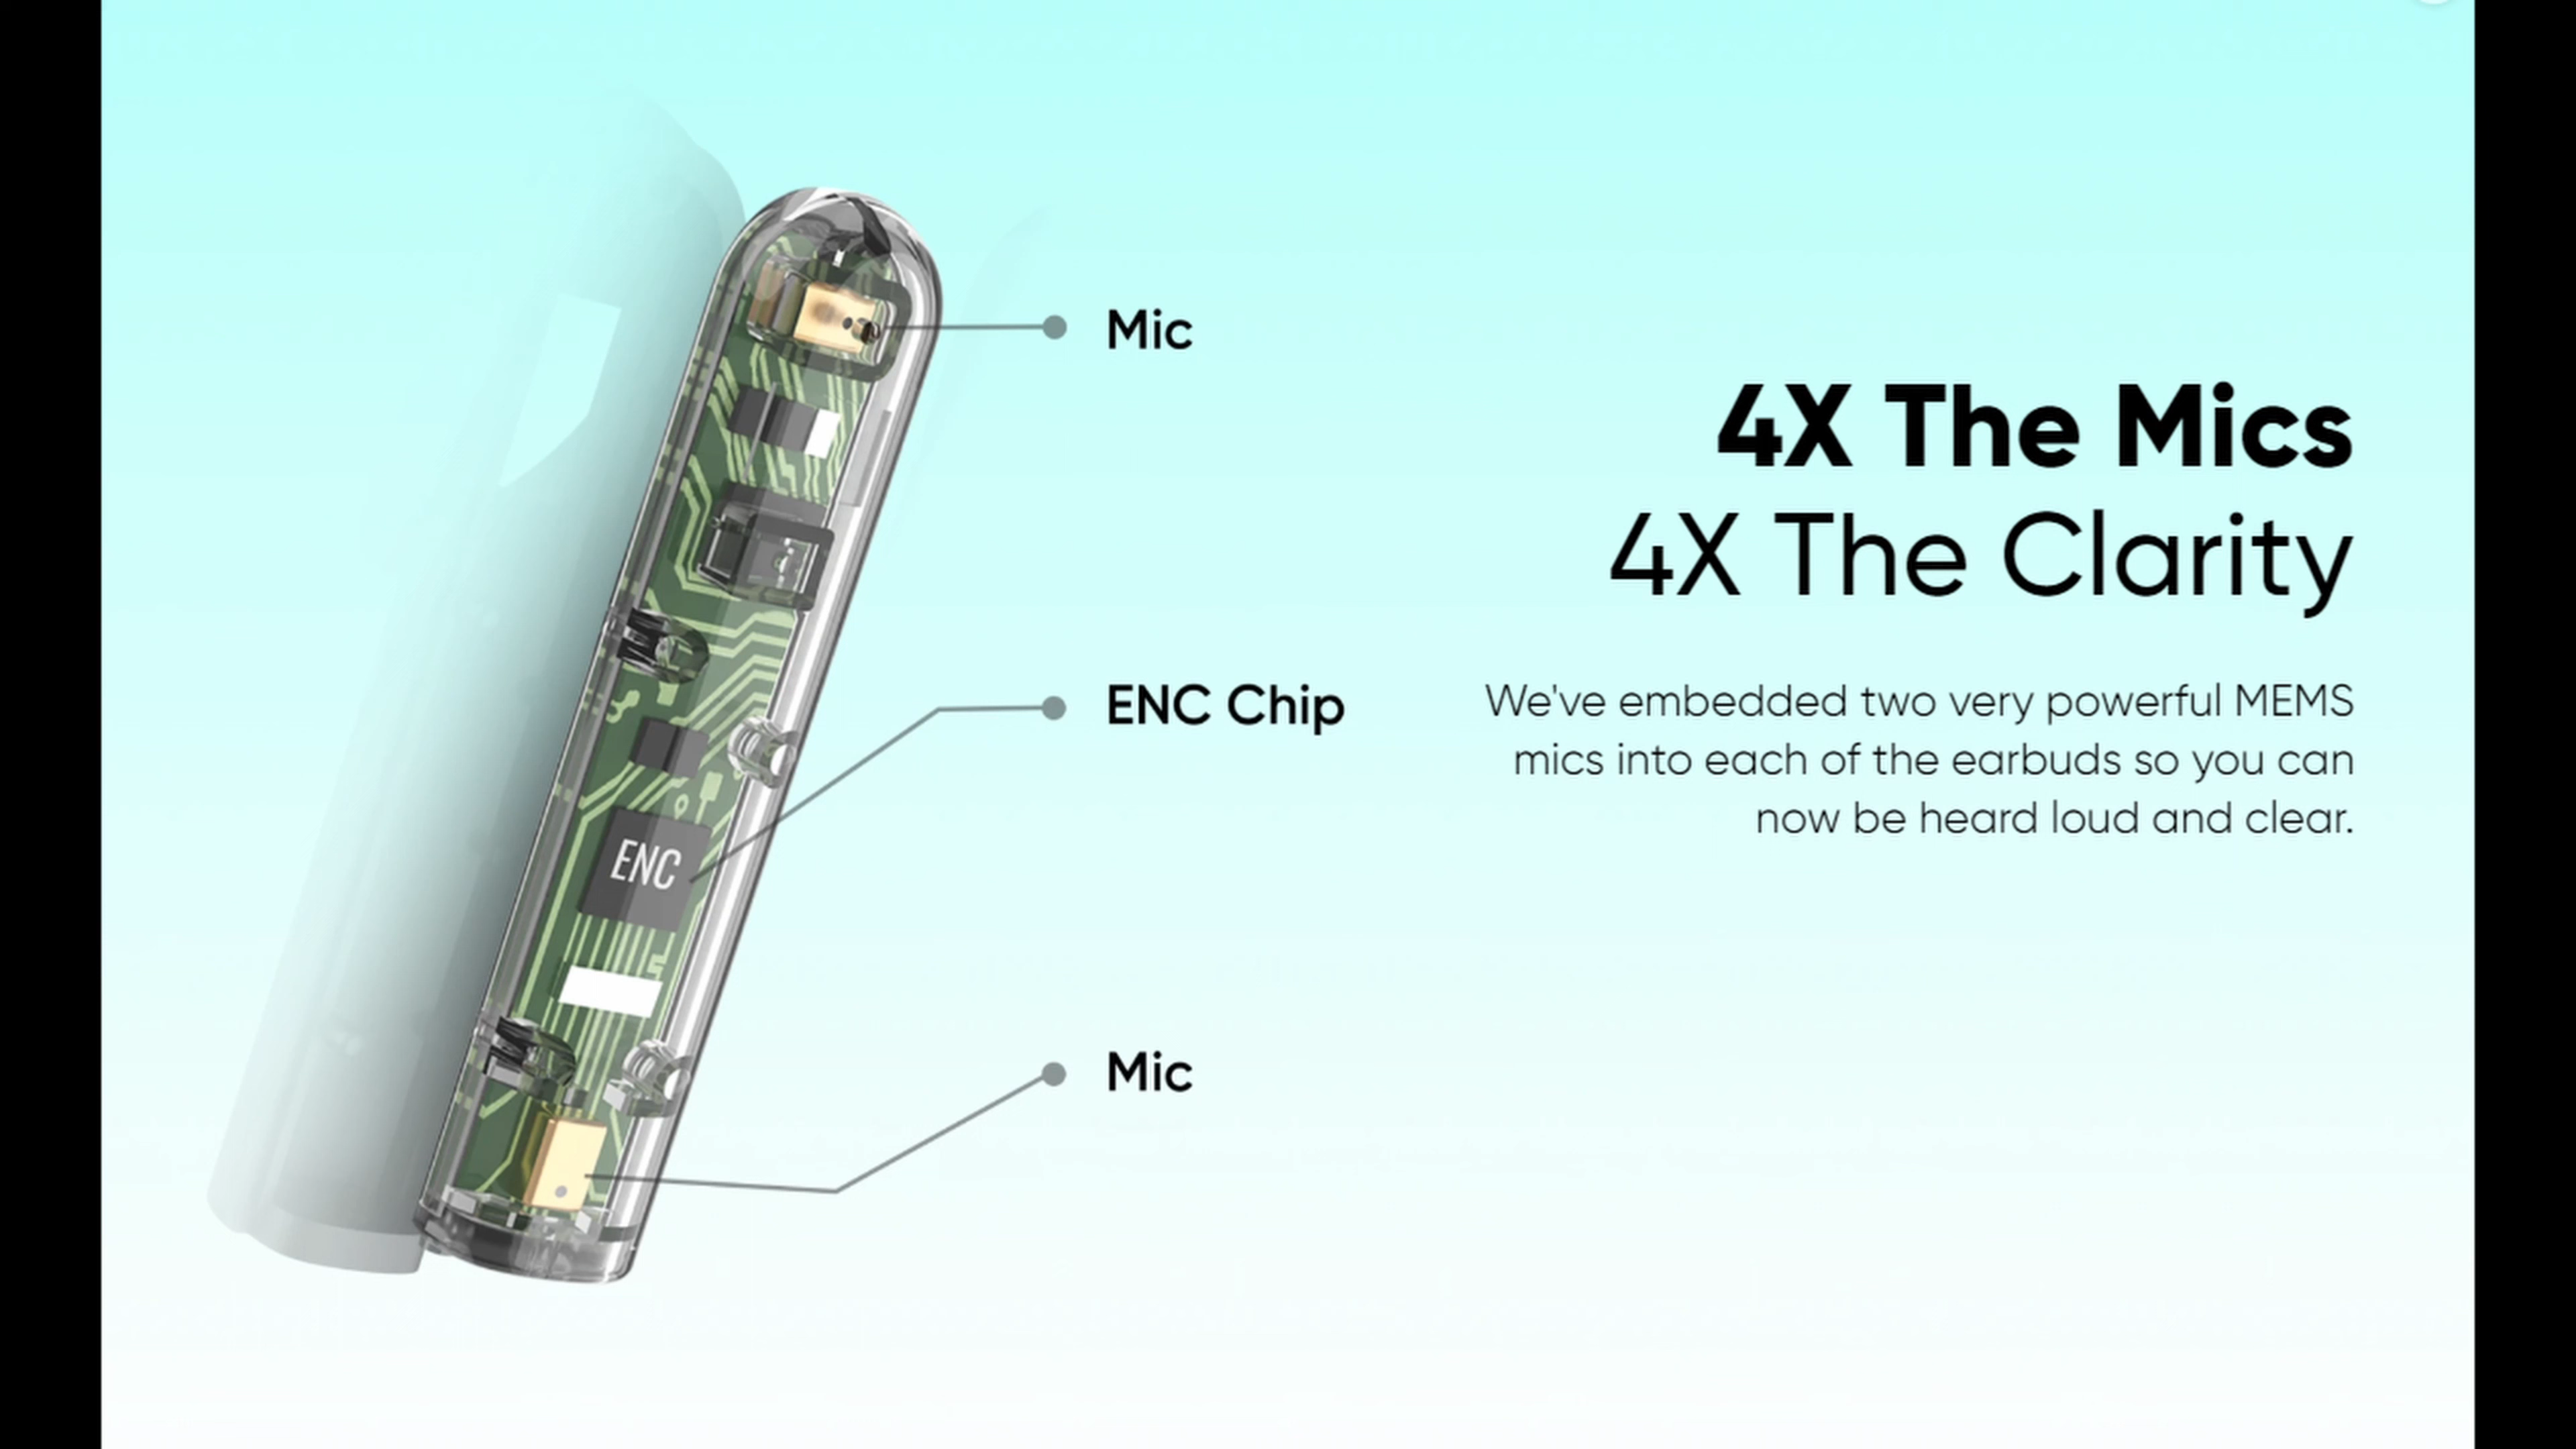 Mic
4X The Mics
4X The Clarity
ENC Chip
We've embedded two very powerful MEMS
mics into each of the earbuds so you can
now be heard loud and clear.
ENC
Mic